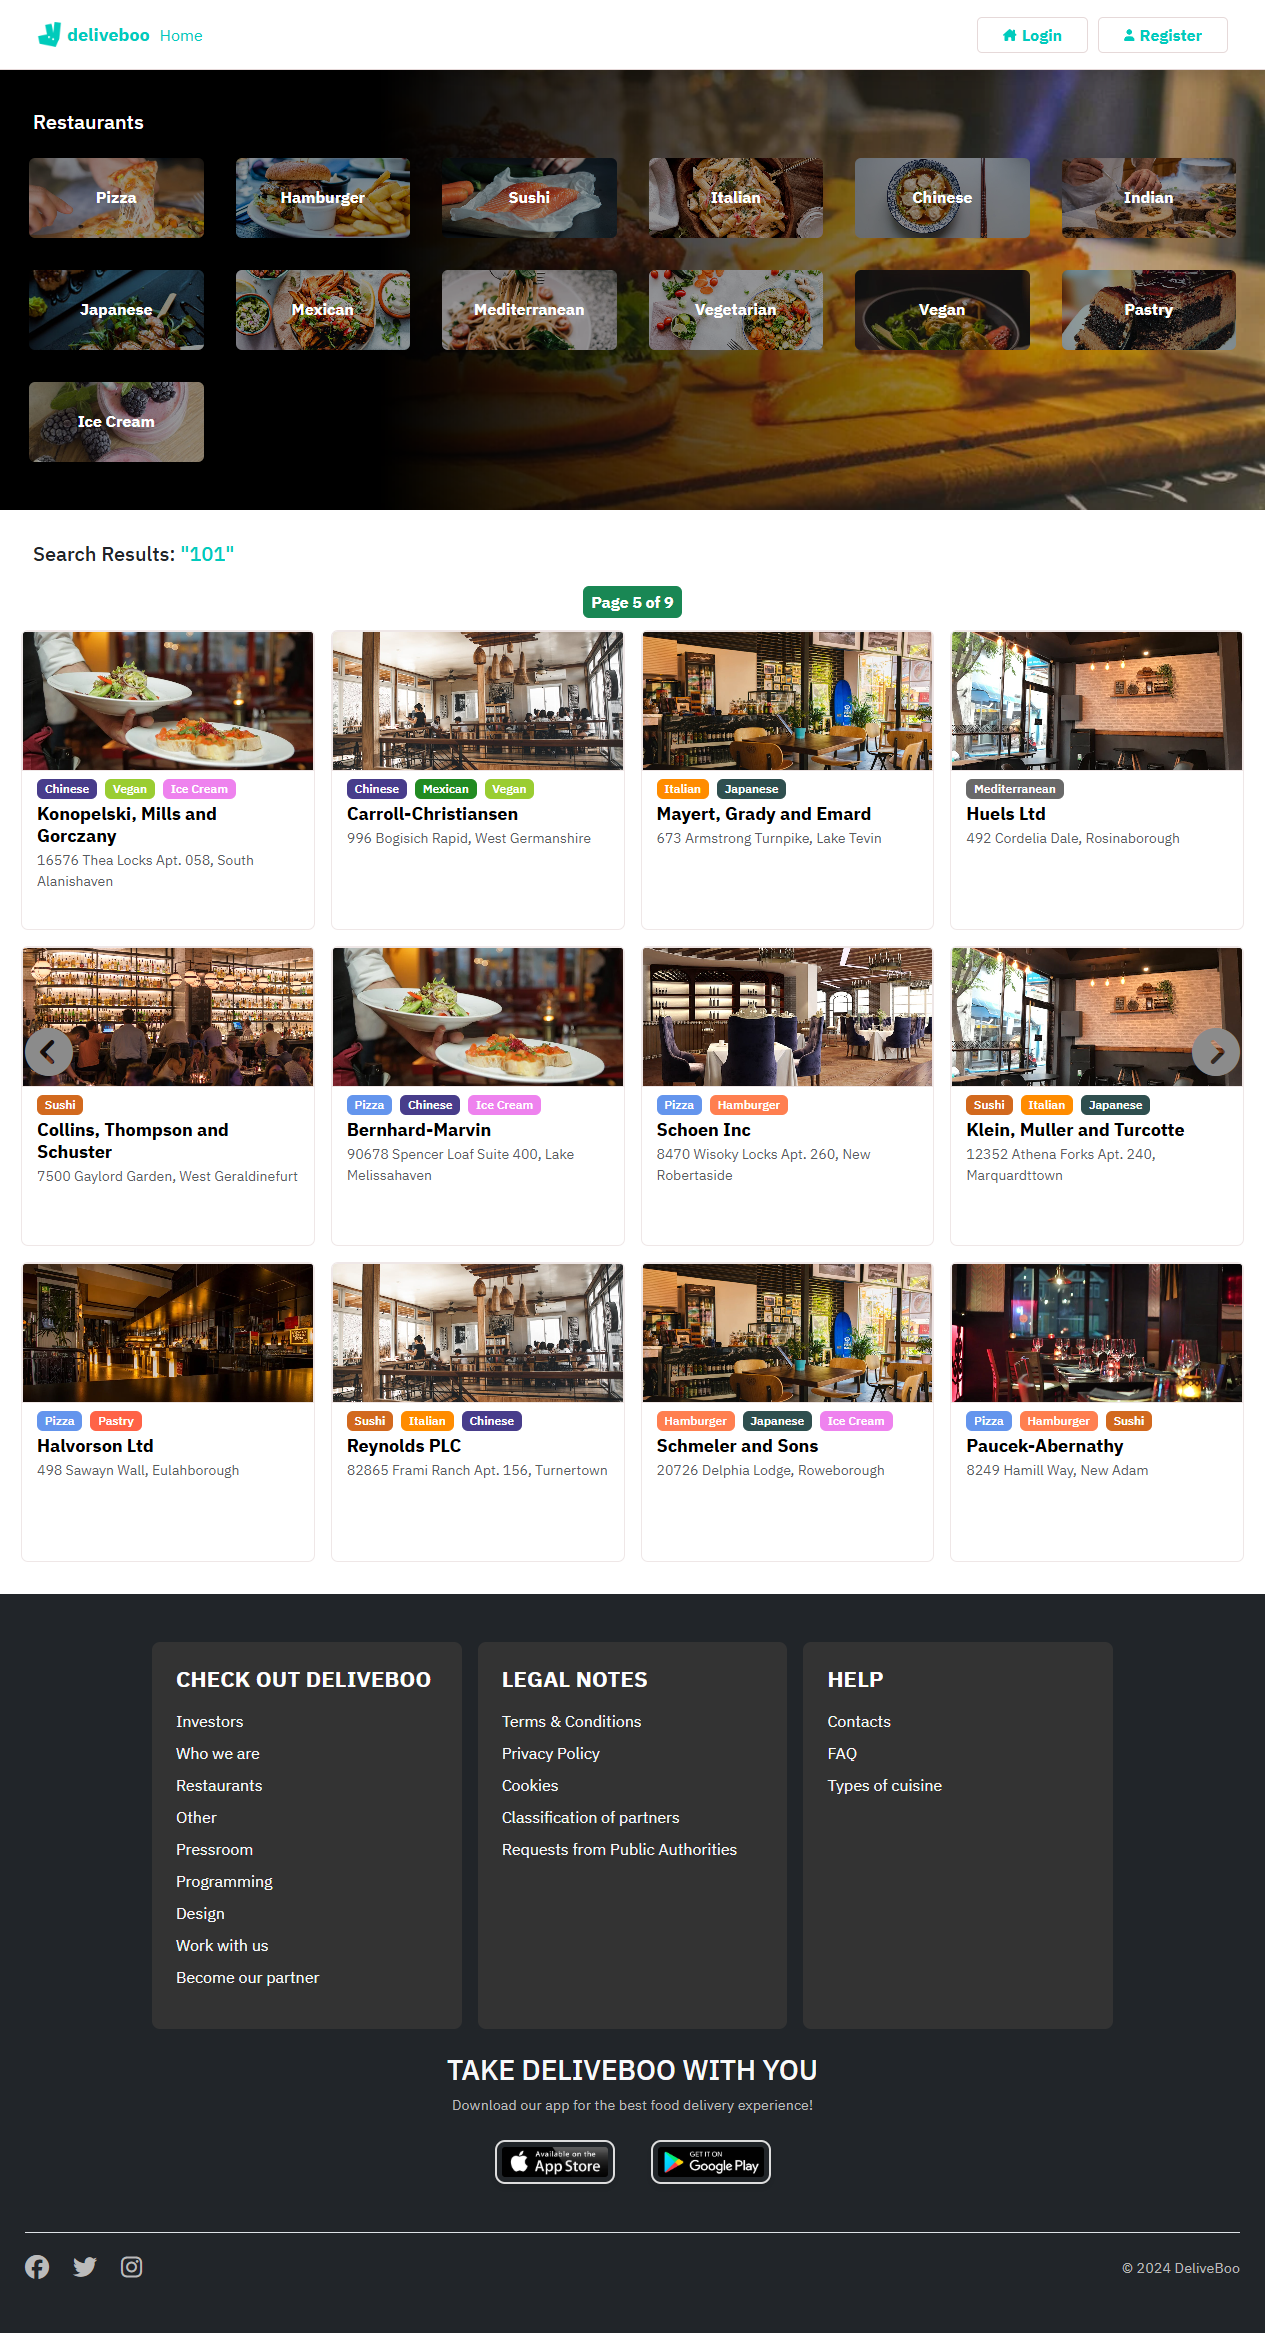 deliveboo Home
Login
Register
Restaurants
Pizza
Hamburger
Sushi
Italian
Chinese
Indian
Japanese
Mexican
Mediterranean
Vegetarian
Vegan
Pastry
Ice Cream
Search Results: "101"
Page 5 of 9
Chinese Vegan Ice Cream
Konopelski, Mills and
Gorczany
16576 Thea Locks Apt. 058, South
Alanishaven
Chinese Mexican Vegan
Carroll-Christiansen
996 Bogisich Rapid, West Germanshire
Italian Japanese
Mayert, Grady and Emard
673 Armstrong Turnpike, Lake Tevin
Mediterranean
Huels Ltd
492 Cordelia Dale, Rosinaborough
Sushi
Collins, Thompson and
Schuster
7500 Gaylord Garden, West Geraldinefurt
Pizza Chinese Ice Cream
Bernhard-Marvin
90678 Spencer Loaf Suite 400, Lake
Melissahaven
Pizza Hamburger
Schoen Inc
8470 Wisoky Locks Apt. 260, New
Robertaside
Sushi Italian Japanese
Klein, Muller and Turcotte
12352 Athena Forks Apt. 240,
Marquardttown
Pizza Pastry
Halvorson Ltd
498 Sawayn Wall, Eulahborough
Sushi Italian Chinese
Reynolds PLC
82865 Frami Ranch Apt. 156, Turnertown
Hamburger Japanese Ice Cream
Schmeler and Sons
20726 Delphia Lodge, Roweborough
Pizza Hamburger Sushi
Paucek-Abernathy
8249 Hamill Way, New Adam
CHECK OUT DELIVEBOO
Investors
Who we are
Restaurants
Other
Pressroom
Programming
Design
Work with us
Become our partner
LEGAL NOTES
Terms & Conditions
Privacy Policy
Cookies
Classification of partners
Requests from Public Authorities
HELP
Contacts
FAQ
Types of cuisine
TAKE DELIVEBOO WITH YOU
Download our app for the best food delivery experience!
Available on the
App Store
GET IT ON
Google Play
© 2024 DeliveBoo